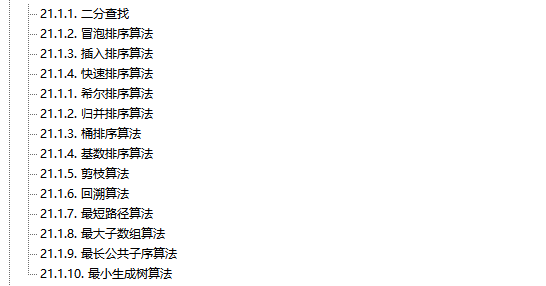 21.1.1. 二分查找
21.1.2. 冒泡排序算法
21.1.3. 插入排序算法
21.1.4. 快速排序算法
21.1.1. 希尔排序算法
21.1.2. 归并排序算法
21.1.3. 桶排序算法
21.1.4. 基数排序算法
21.1.5. 剪枝算法
21.1.6. 回溯算法
21.1.7. 最短路径算法
21.1.8. 最大子数组算法
21.1.9. 最长公共子序算法
21.1.10. 最小生成树算法